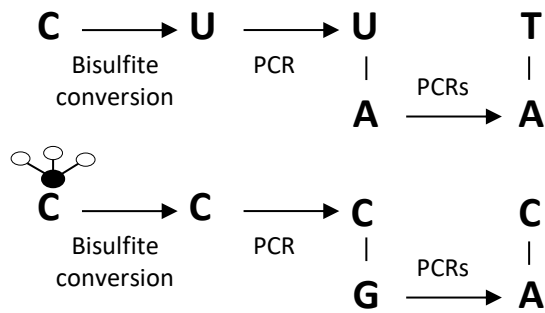 C U U T
Bisulfite conversion PCR
A PCRs A
C C C C
Bisulfite conversion PCR
G PCRs A